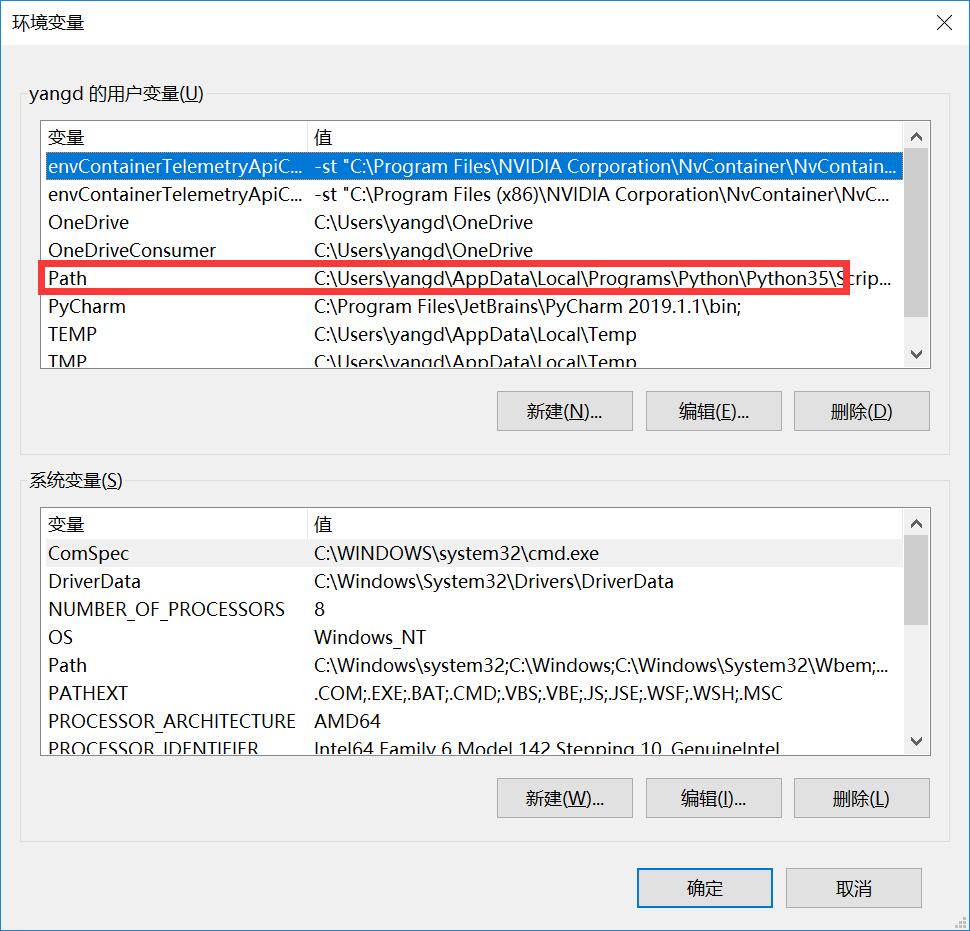 环境变量
yangd 的用户变量(U)
变量 值
envContainerTelemetryApiC... -st "C:\Program Files\NVIDIA Corporation\NvContainer\NvContain...
envContainerTelemetryApiC... -st "C:\Program Files (x86)\NVIDIA Corporation\NvContainer\NvC...
OneDrive C:\Users\yangd\OneDrive
OneDriveConsumer C:\Users\yangd\OneDrive
Path C:\Users\yangd\AppData\Local\Programs\Python\Python35\Scrip...
PyCharm C:\Program Files\JetBrains\PyCharm 2019.1.1\bin;
TEMP C:\Users\yangd\AppData\Local\Temp
TMP C:\Users\yangd\AppData\Local\Temp
新建(N)... 编辑(E)... 删除(D)
系统变量(S)
变量 值
ComSpec C:\WINDOWS\system32\cmd.exe
DriverData C:\Windows\System32\Drivers\DriverData
NUMBER_OF_PROCESSORS 8
OS Windows_NT
Path C:\Windows\system32;C:\Windows;C:\Windows\System32\Wbem;...
PATHEXT .COM;.EXE;.BAT;.CMD;.VBS;.VBE;.JS;.JSE;.WSF;.WSH;.MSC
PROCESSOR_ARCHITECTURE AMD64
PROCESSOR_IDENTIFIER Intel64 Family 6 Model 142 Stepping 10, GenuineIntel
新建(W)... 编辑(I)... 删除(L)
确定 取消